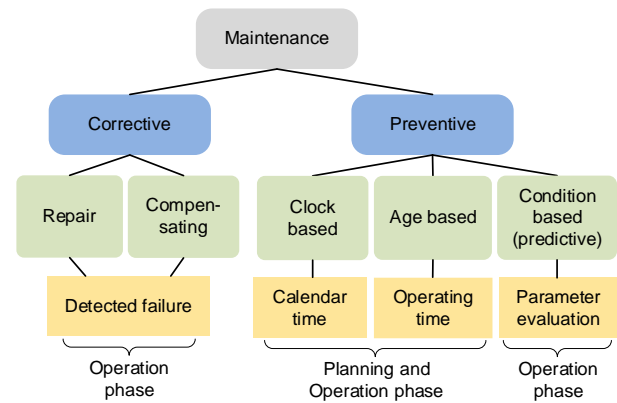 Maintenance
Corrective
Preventive
Repair
Compen-
sating
Clock
based
Age based
Condition
based
(predictive)
Detected failure
Calendar
time
Operating
time
Parameter
evaluation
Operation
phase
Planning and
Operation phase
Operation
phase